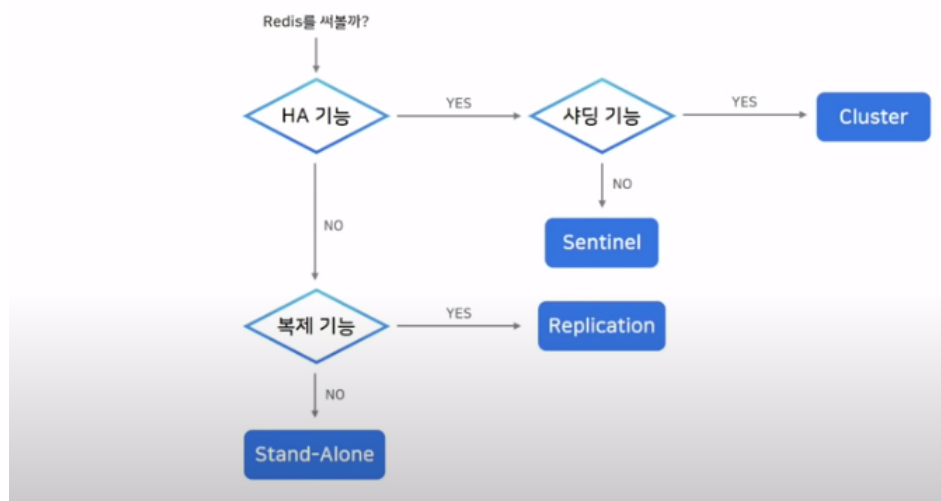 Redis를 써볼까?
HA 기능
YES
샤딩 기능
YES
Cluster
NO
Sentinel
NO
복제 기능
YES
Replication
NO
Stand-Alone